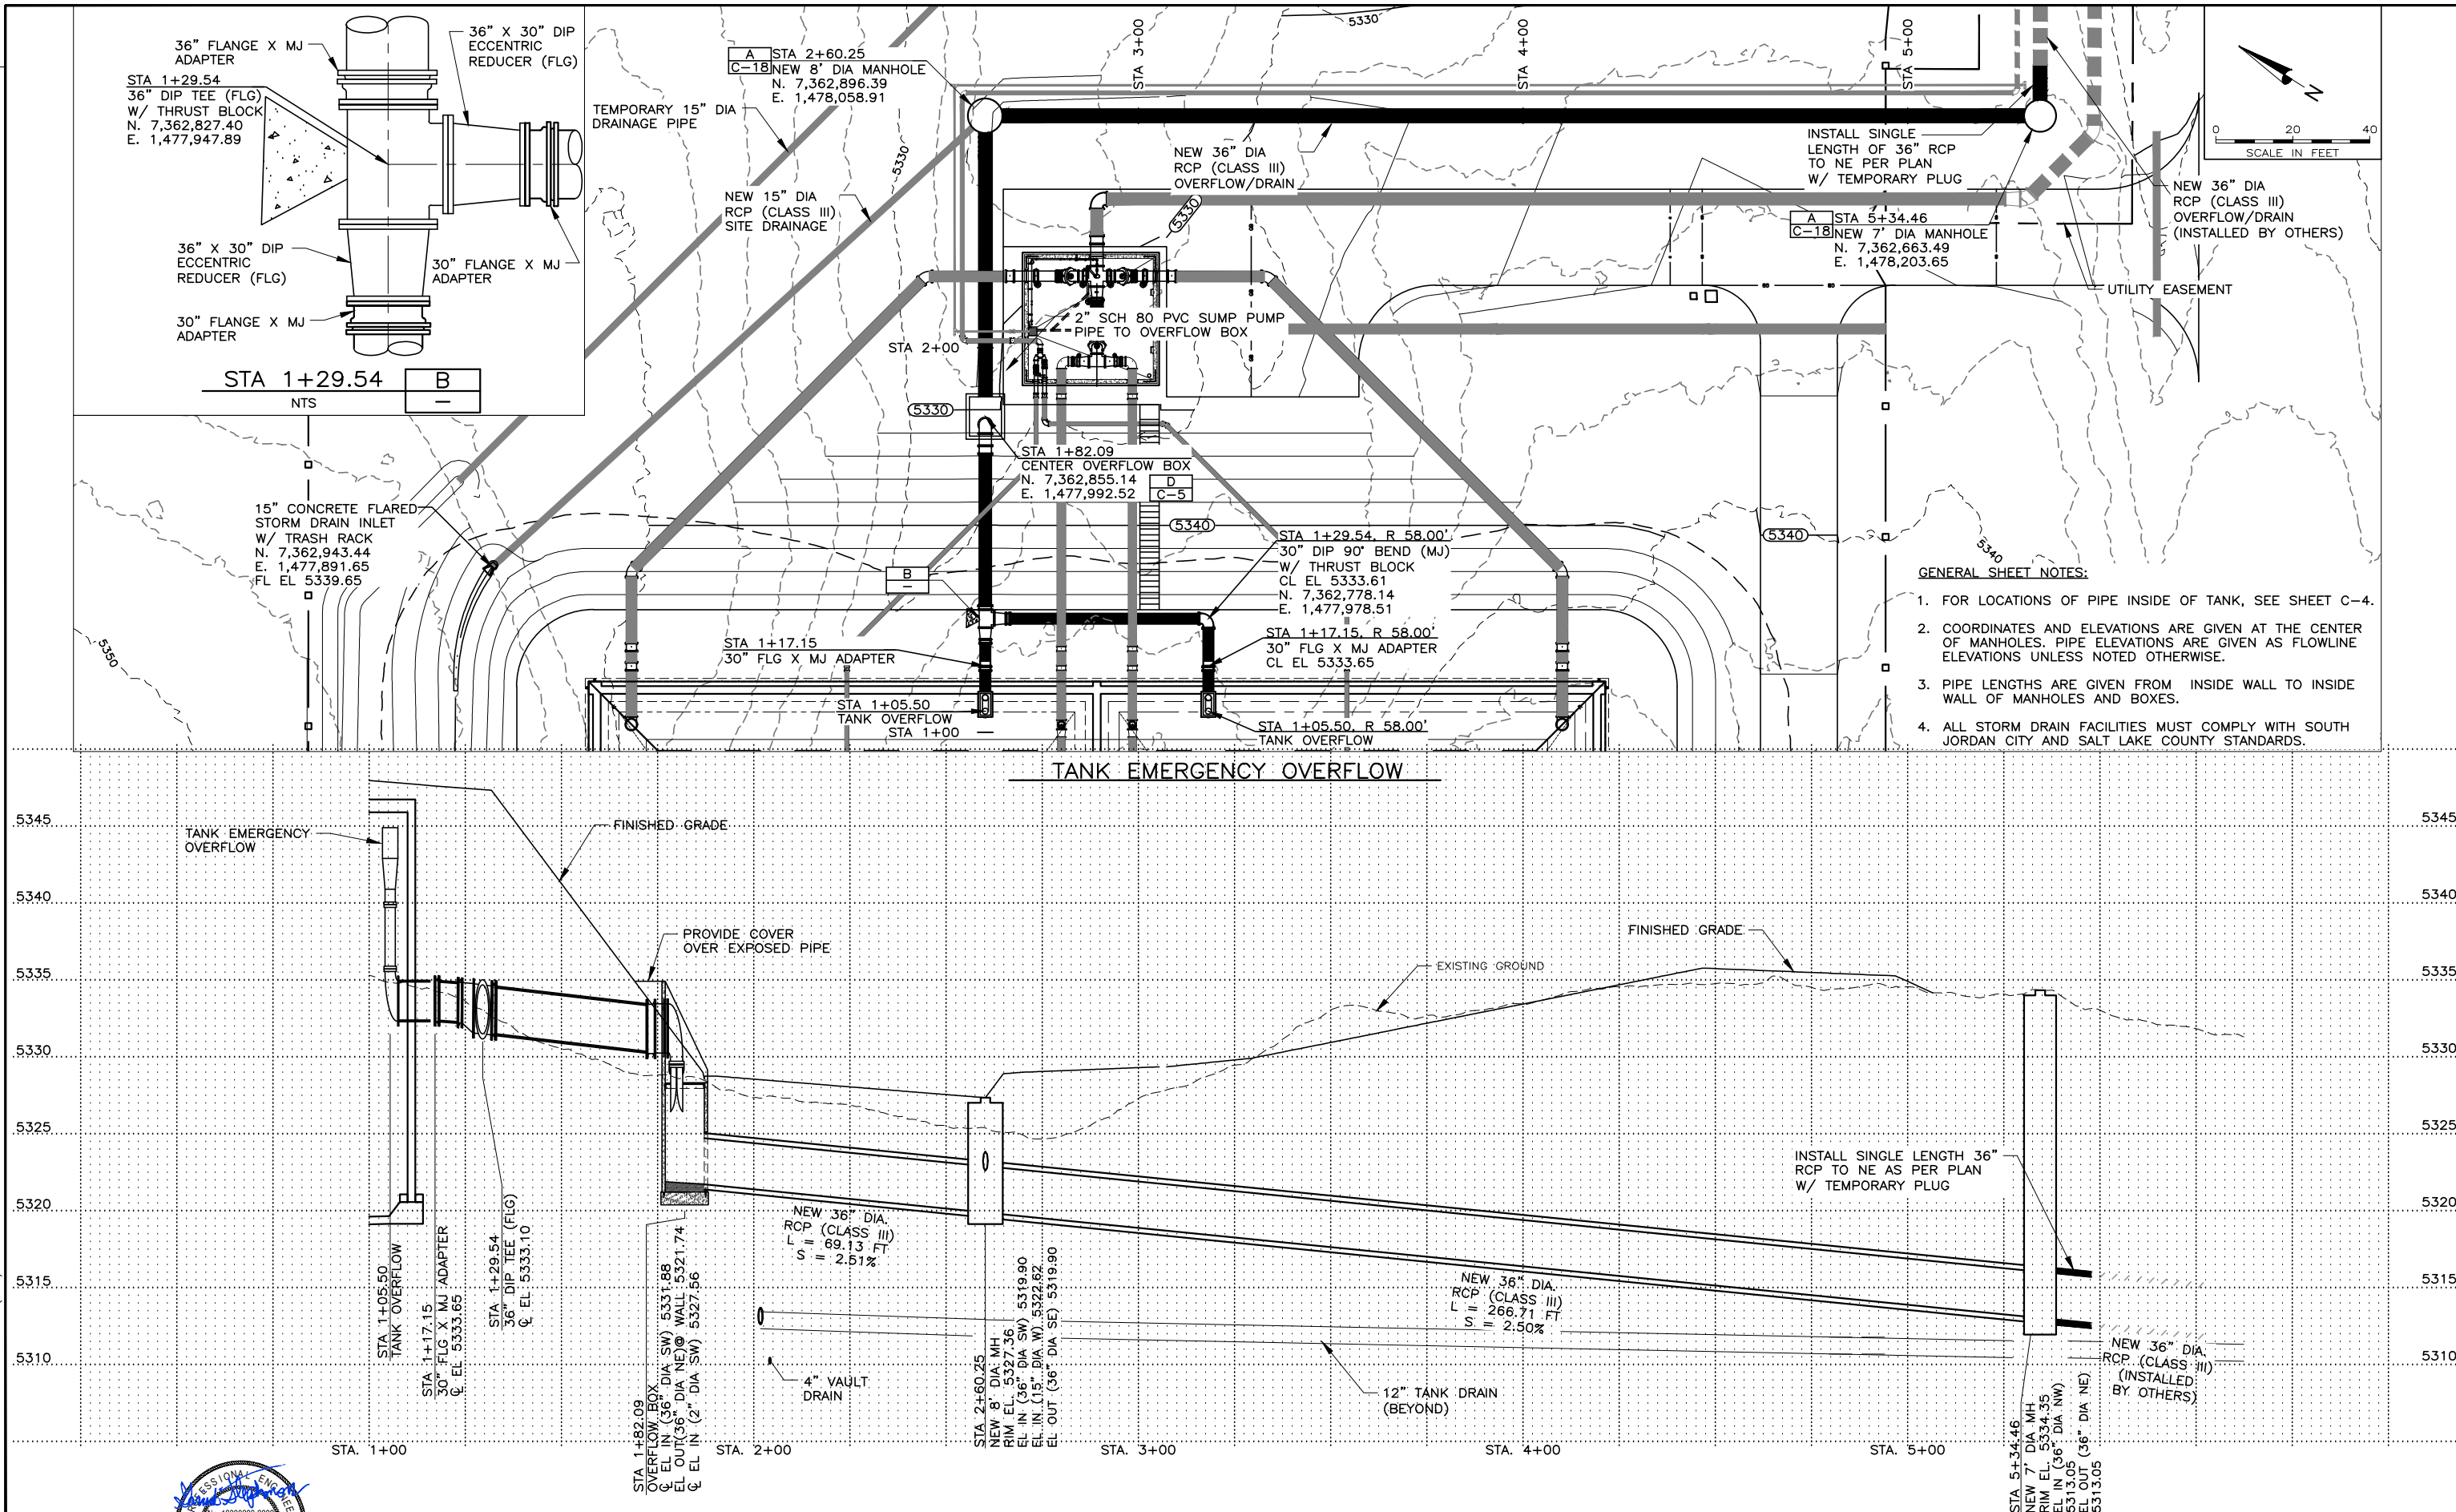 36" FLANGE X MJ
ADAPTER
36" X 30" DIP
ECCENTRIC
REDUCER (FLG)
STA 1+29.54
36" DIP TEE (FLG)
W/ THRUST BLOCK
N. 7,362,827.40
E. 1,477,947.89
36" X 30" DIP
ECCENTRIC
REDUCER (FLG)
30" FLANGE X MJ
ADAPTER
30" FLANGE X MJ
ADAPTER
STA 1+29.54
B
–
NTS
A
C-18
STA 2+60.25
NEW 8' DIA MANHOLE
N. 7,362,896.39
E. 1,478,058.91
TEMPORARY 15" DIA
DRAINAGE PIPE
5330
5330
STA 3+00
STA 4+00
STA 5+00
NEW 15" DIA
RCP (CLASS III)
SITE DRAINAGE
NEW 36" DIA
RCP (CLASS III)
OVERFLOW/DRAIN
5330
INSTALL SINGLE
LENGTH OF 36" RCP
TO NE PER PLAN
W/ TEMPORARY PLUG
A
C-18
STA 5+34.46
NEW 7' DIA MANHOLE
N. 7,362,663.49
E. 1,478,203.65
N
0 20 40
SCALE IN FEET
NEW 36" DIA
RCP (CLASS III)
OVERFLOW/DRAIN
(INSTALLED BY OTHERS)
UTILITY EASEMENT
2" SCH 80 PVC SUMP PUMP
PIPE TO OVERFLOW BOX
STA 2+00
5330
STA 1+82.09
CENTER OVERFLOW BOX
N. 7,362,855.14
E. 1,477,992.52
D
C-5
15" CONCRETE FLARED
STORM DRAIN INLET
W/ TRASH RACK
N. 7,362,943.44
E. 1,477,891.65
FL EL 5339.65
5340
5340
5340
5350
B
–
STA 1+29.54, R 58.00'
30" DIP 90° BEND (MJ)
W/ THRUST BLOCK
CL EL 5333.61
N. 7,362,778.14
E. 1,477,978.51
STA 1+17.15
30" FLG X MJ ADAPTER
STA 1+17.15, R 58.00'
30" FLG X MJ ADAPTER
CL EL 5333.65
STA 1+05.50
TANK OVERFLOW
STA 1+00
STA 1+05.50, R 58.00'
TANK OVERFLOW
GENERAL SHEET NOTES:
1. FOR LOCATIONS OF PIPE INSIDE OF TANK, SEE SHEET C-4.
2. COORDINATES AND ELEVATIONS ARE GIVEN AT THE CENTER
OF MANHOLES. PIPE ELEVATIONS ARE GIVEN AS FLOWLINE
ELEVATIONS UNLESS NOTED OTHERWISE.
3. PIPE LENGTHS ARE GIVEN FROM INSIDE WALL TO INSIDE
WALL OF MANHOLES AND BOXES.
4. ALL STORM DRAIN FACILITIES MUST COMPLY WITH SOUTH
JORDAN CITY AND SALT LAKE COUNTY STANDARDS.
TANK EMERGENCY OVERFLOW
5345
5340
5335
5330
5325
5320
5315
5310
5345
5340
5335
5330
5325
5320
5315
5310
TANK EMERGENCY
OVERFLOW
FINISHED GRADE
PROVIDE COVER
OVER EXPOSED PIPE
FINISHED GRADE
EXISTING GROUND
INSTALL SINGLE LENGTH 36"
RCP TO NE AS PER PLAN
W/ TEMPORARY PLUG
NEW 36" DIA.
RCP (CLASS III)
L = 69.13 FT
S = 2.51%
NEW 36" DIA.
RCP (CLASS III)
L = 266.71 FT
S = 2.50%
NEW 36" DIA.
RCP (CLASS III)
(INSTALLED
BY OTHERS)
4" VAULT
DRAIN
12" TANK DRAIN
(BEYOND)
STA 1+05.50
TANK OVERFLOW
STA 1+17.15
30" FLG X MJ ADAPTER
℄ EL 5333.65
STA 1+29.54
36" DIP TEE (FLG)
℄ EL 5333.10
STA 1+82.09
OVERFLOW BOX
℄ EL IN (36" DIA SW) 5331.88
EL OUT(36" DIA NE)@ WALL 5321.74
℄ EL IN (2" DIA SW) 5327.56
STA 2+60.25
NEW 8' DIA MH
RIM EL. 5327.36
EL IN (36" DIA SW) 5319.90
EL IN (15" DIA W) 5322.62
EL OUT (36" DIA SE) 5319.90
STA 5+34.46
NEW 7' DIA MH
RIM EL. 5334.35
EL IN (36" DIA NW)
5313.05
EL OUT (36" DIA NE)
5313.05
STA. 1+00
STA. 2+00
STA. 3+00
STA. 4+00
STA. 5+00